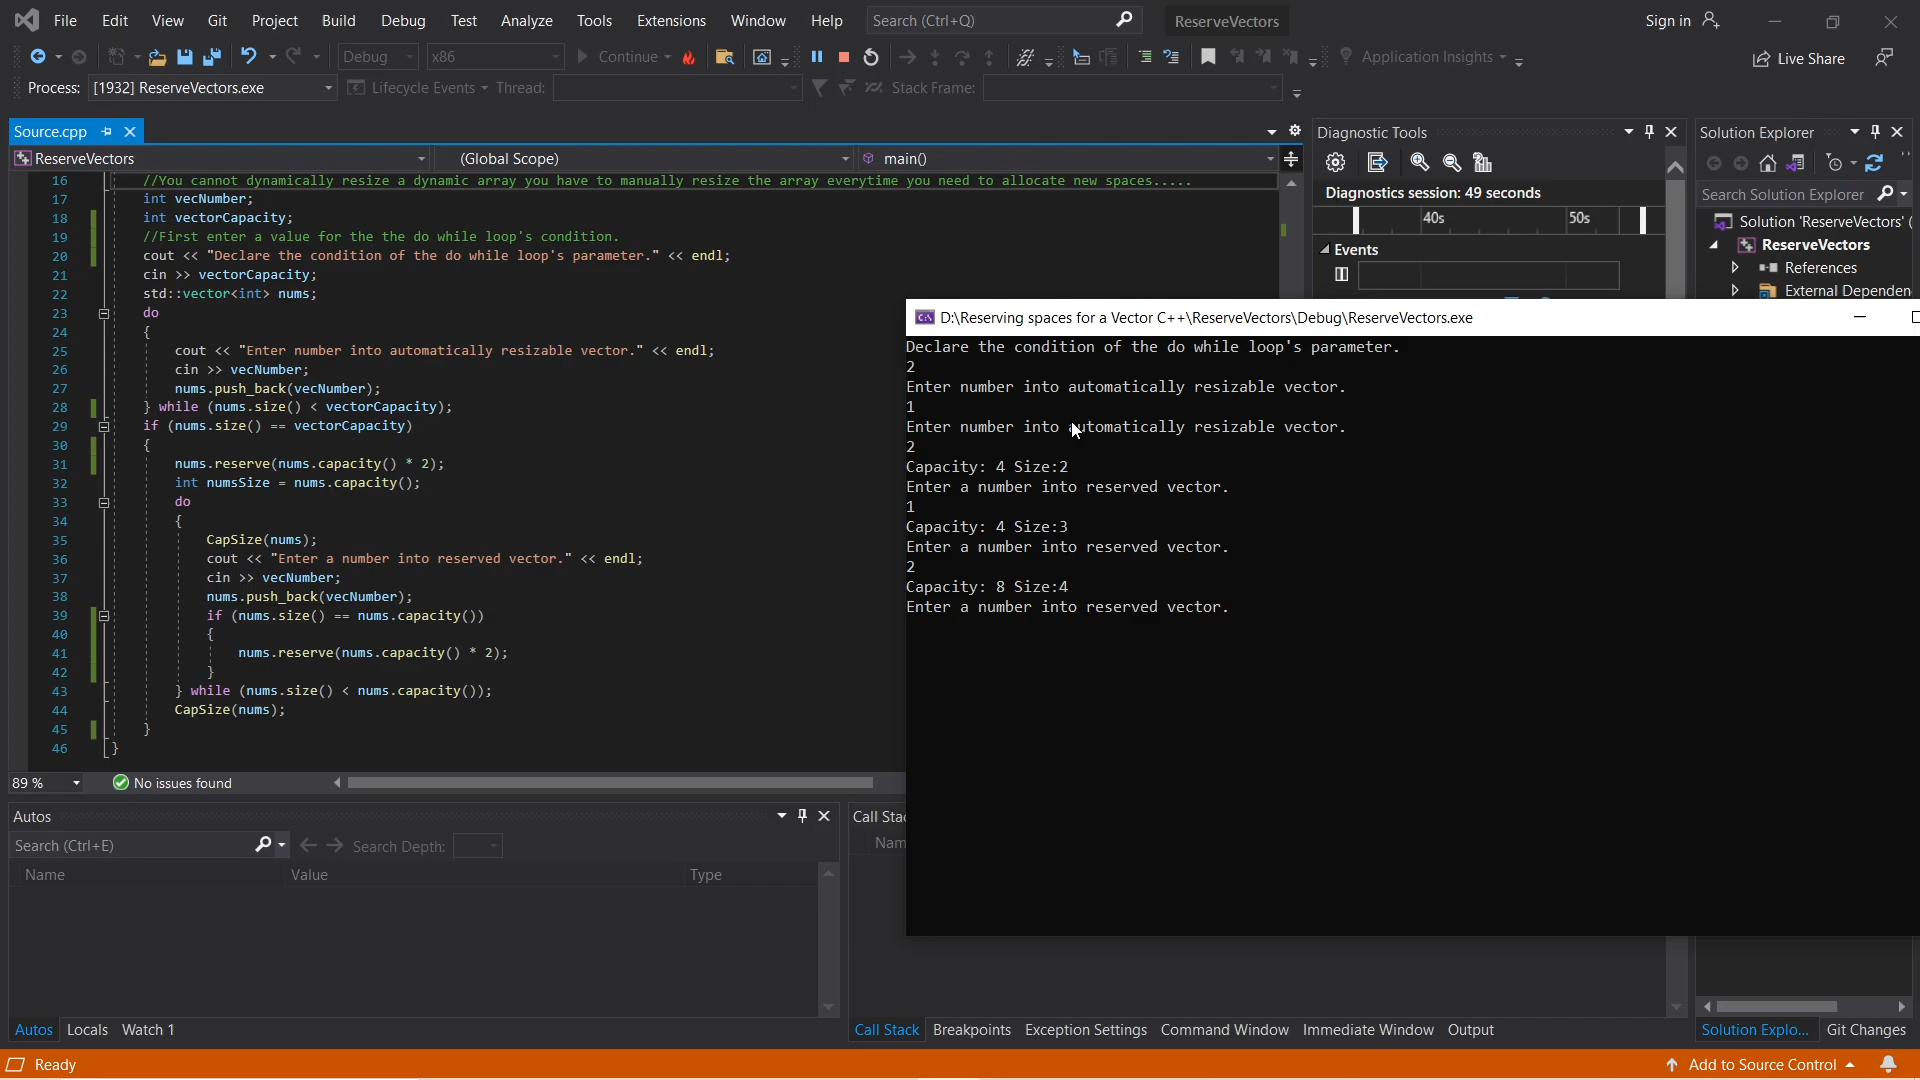 File Edit View Git Project Build Debug Test Analyze Tools Extensions Window Help Search (Ctrl+Q) ReserveVectors Sign in
Debug x86 Continue Application Insights Live Share
Process: [1932] ReserveVectors.exe Lifecycle Events Thread: Stack Frame:
Source.cpp
ReserveVectors (Global Scope) main()
16 //You cannot dynamically resize a dynamic array you have to manually resize the array everytime you need to allocate new spaces.....
17 int vecNumber;
18 int vectorCapacity;
19 //First enter a value for the the do while loop's condition.
20 cout << "Declare the condition of the do while loop's parameter." << endl;
21 cin >> vectorCapacity;
22 std::vector<int> nums;
23 do
24 {
25 cout << "Enter number into automatically resizable vector." << endl;
26 cin >> vecNumber;
27 nums.push_back(vecNumber);
28 } while (nums.size() < vectorCapacity);
29 if (nums.size() == vectorCapacity)
30 {
31 nums.reserve(nums.capacity() * 2);
32 int numsSize = nums.capacity();
33 do
34 {
35 CapSize(nums);
36 cout << "Enter a number into reserved vector." << endl;
37 cin >> vecNumber;
38 nums.push_back(vecNumber);
39 if (nums.size() == nums.capacity())
40 {
41 nums.reserve(nums.capacity() * 2);
42 }
43 } while (nums.size() < nums.capacity());
44 CapSize(nums);
45 }
46 }
89 % No issues found
Diagnostic Tools
Diagnostics session: 49 seconds
40s 50s
Events
Solution Explorer
Search Solution Explorer
Solution 'ReserveVectors' (
ReserveVectors
References
External Dependen
D:\Reserving spaces for a Vector C++\ReserveVectors\Debug\ReserveVectors.exe
Declare the condition of the do while loop's parameter.
2
Enter number into automatically resizable vector.
1
Enter number into automatically resizable vector.
2
Capacity: 4 Size:2
Enter a number into reserved vector.
1
Capacity: 4 Size:3
Enter a number into reserved vector.
2
Capacity: 8 Size:4
Enter a number into reserved vector.
Autos
Search (Ctrl+E) Search Depth:
Name Value Type
Call Stac
Nam
Autos Locals Watch 1
Call Stack Breakpoints Exception Settings Command Window Immediate Window Output
Solution Explo... Git Changes
Ready Add to Source Control